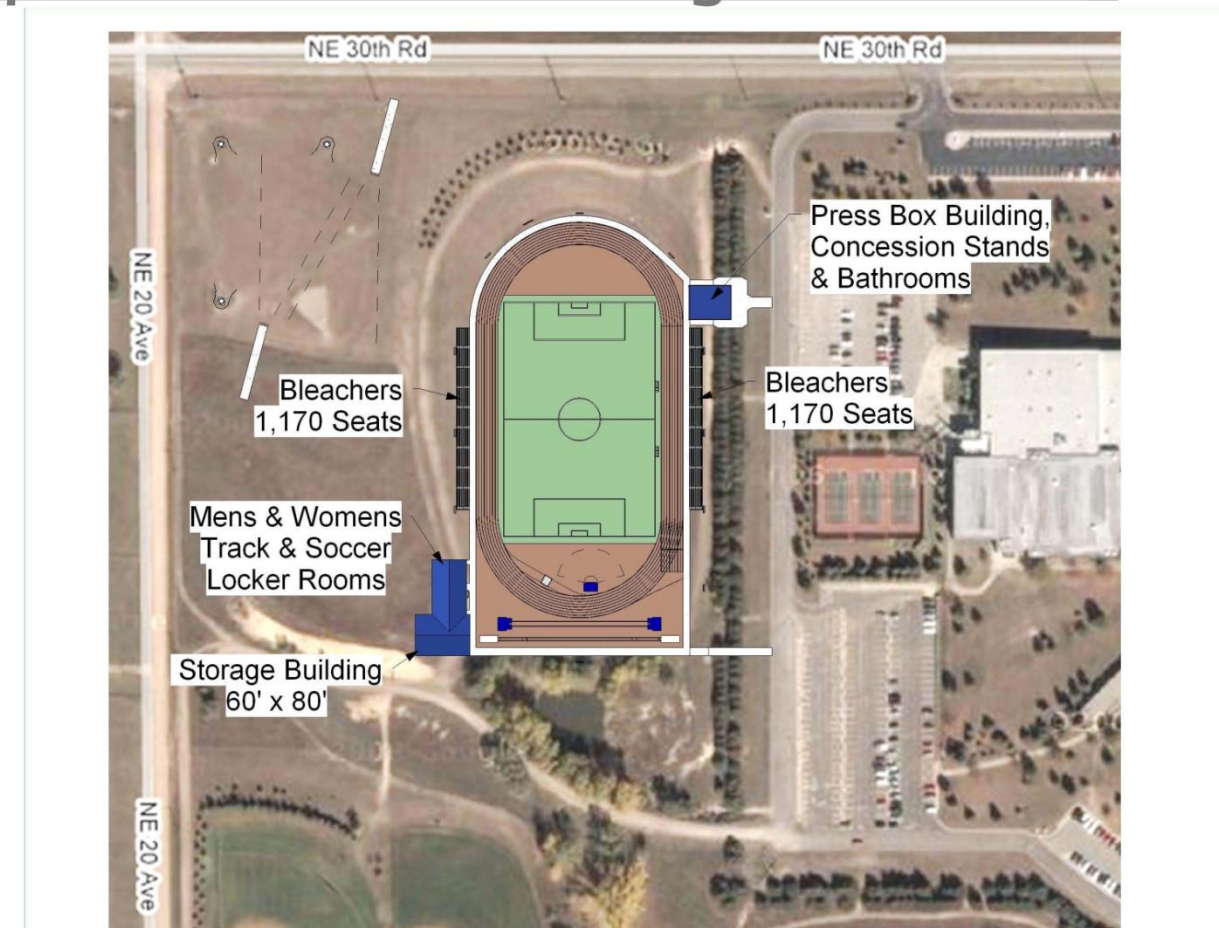 NE 30th Rd
NE 30th Rd
Press Box Building,
Concession Stands
& Bathrooms
NE 20 Ave
Bleachers
1,170 Seats
Bleachers
1,170 Seats
Mens & Womens
Track & Soccer
Locker Rooms
Storage Building
60' x 80'
NE 20 Ave